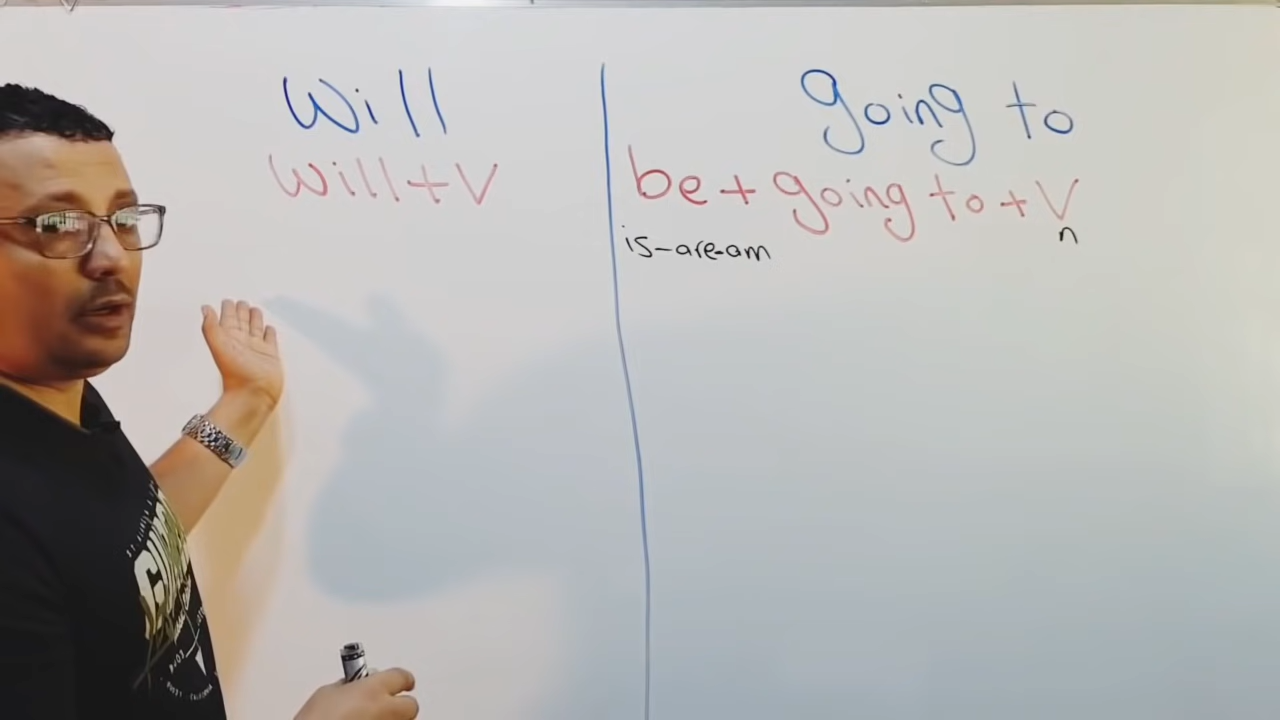 Will
Will+V
going to
be + going to + V
is-are-am
n